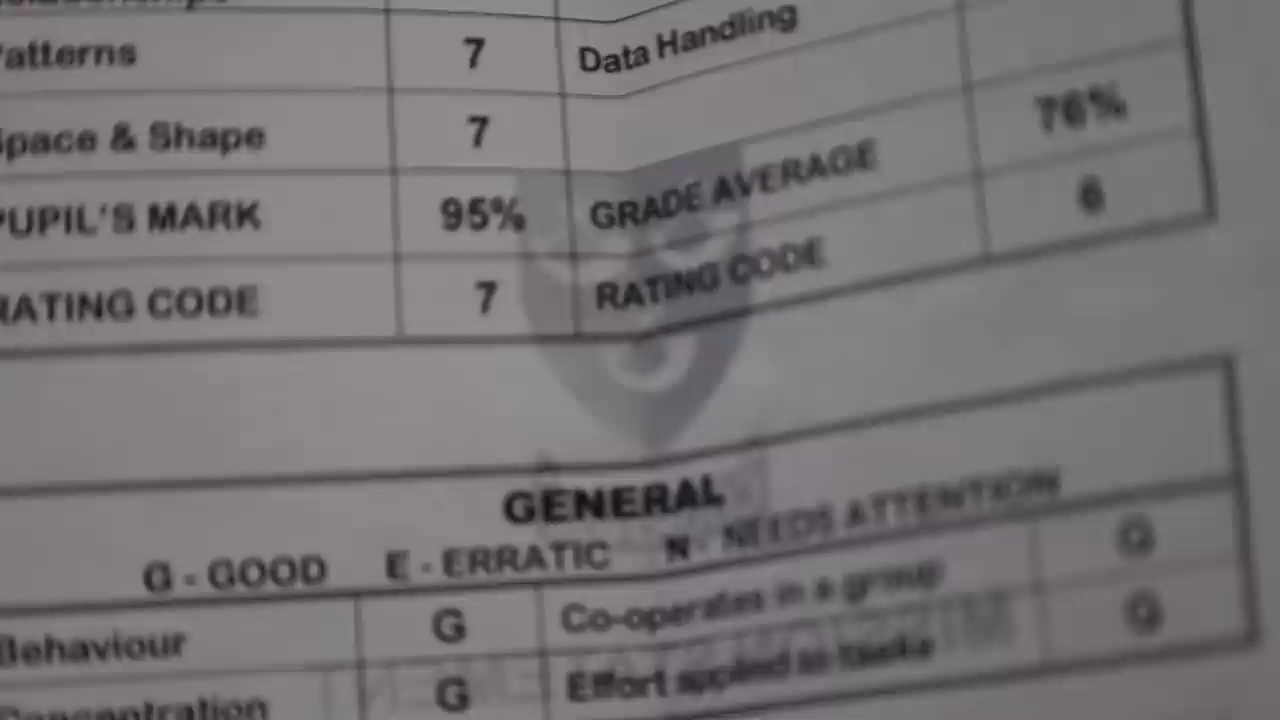 Patterns 7 Data Handling
Space & Shape 7
PUPIL'S MARK 95% GRADE AVERAGE 76%
RATING CODE 7 RATING CODE 6
GENERAL
G - GOOD E - ERRATIC N - NEEDS ATTENTION
Behaviour G Co-operates in a group G
Concentration G Effort applied to tasks G